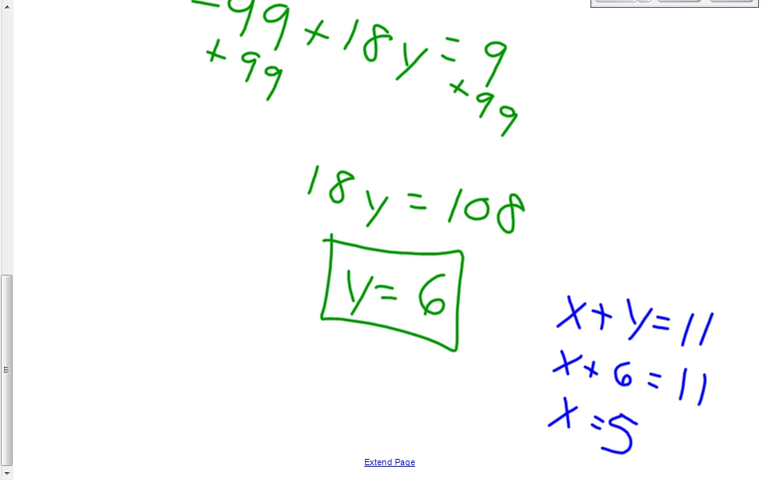 -99 + 18y = 9
+99 +99
18y = 108
y = 6
x + y = 11
x + 6 = 11
x = 5
Extend Page